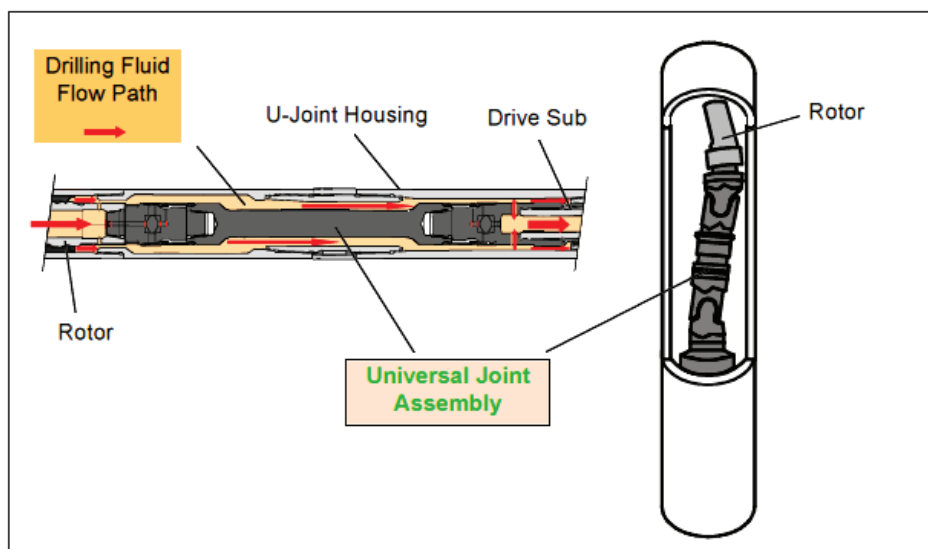 Drilling Fluid
Flow Path
U-Joint Housing
Drive Sub
Rotor
Rotor
Universal Joint
Assembly